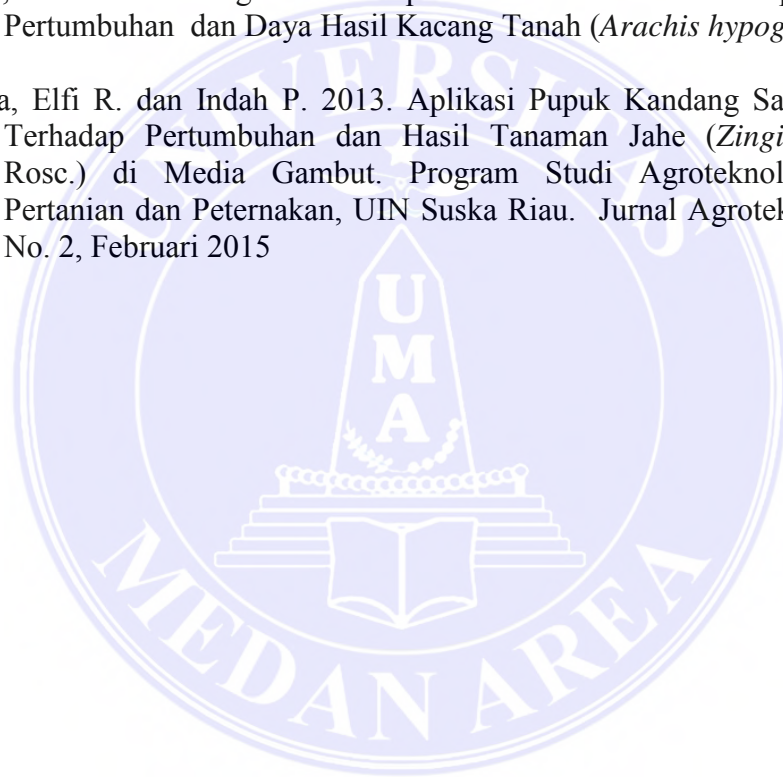 Pertumbuhan dan Daya Hasil Kacang Tanah (Arachis hypog
a, Elfi R. dan Indah P. 2013. Aplikasi Pupuk Kandang Sa
Terhadap Pertumbuhan dan Hasil Tanaman Jahe (Zingi
Rosc.) di Media Gambut. Program Studi Agroteknol
Pertanian dan Peternakan, UIN Suska Riau. Jurnal Agrotek
No. 2, Februari 2015
UNIVERSITAS
U
M
A
MEDAN AREA